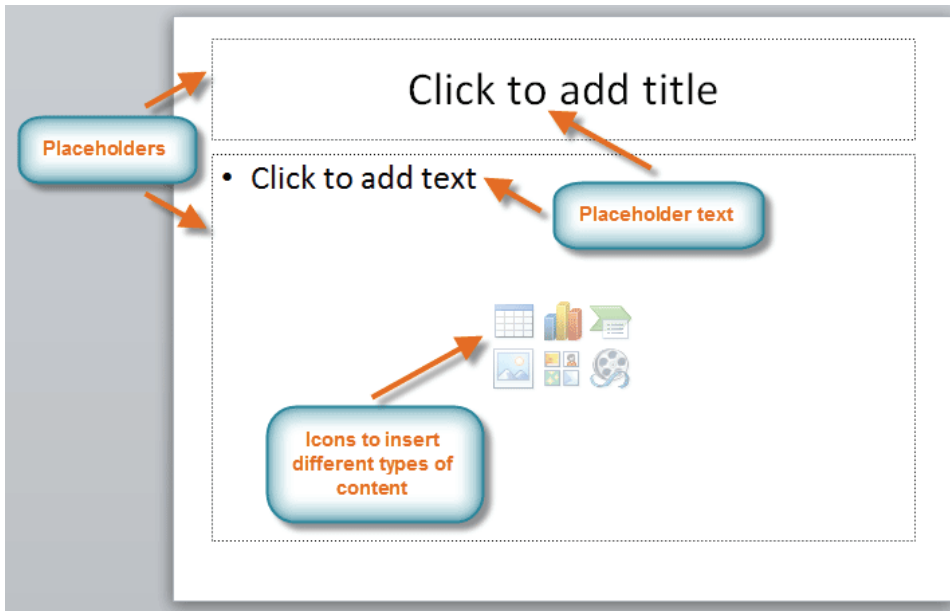 Click to add title
Placeholders
• Click to add text
Placeholder text
Icons to insert
different types of
content